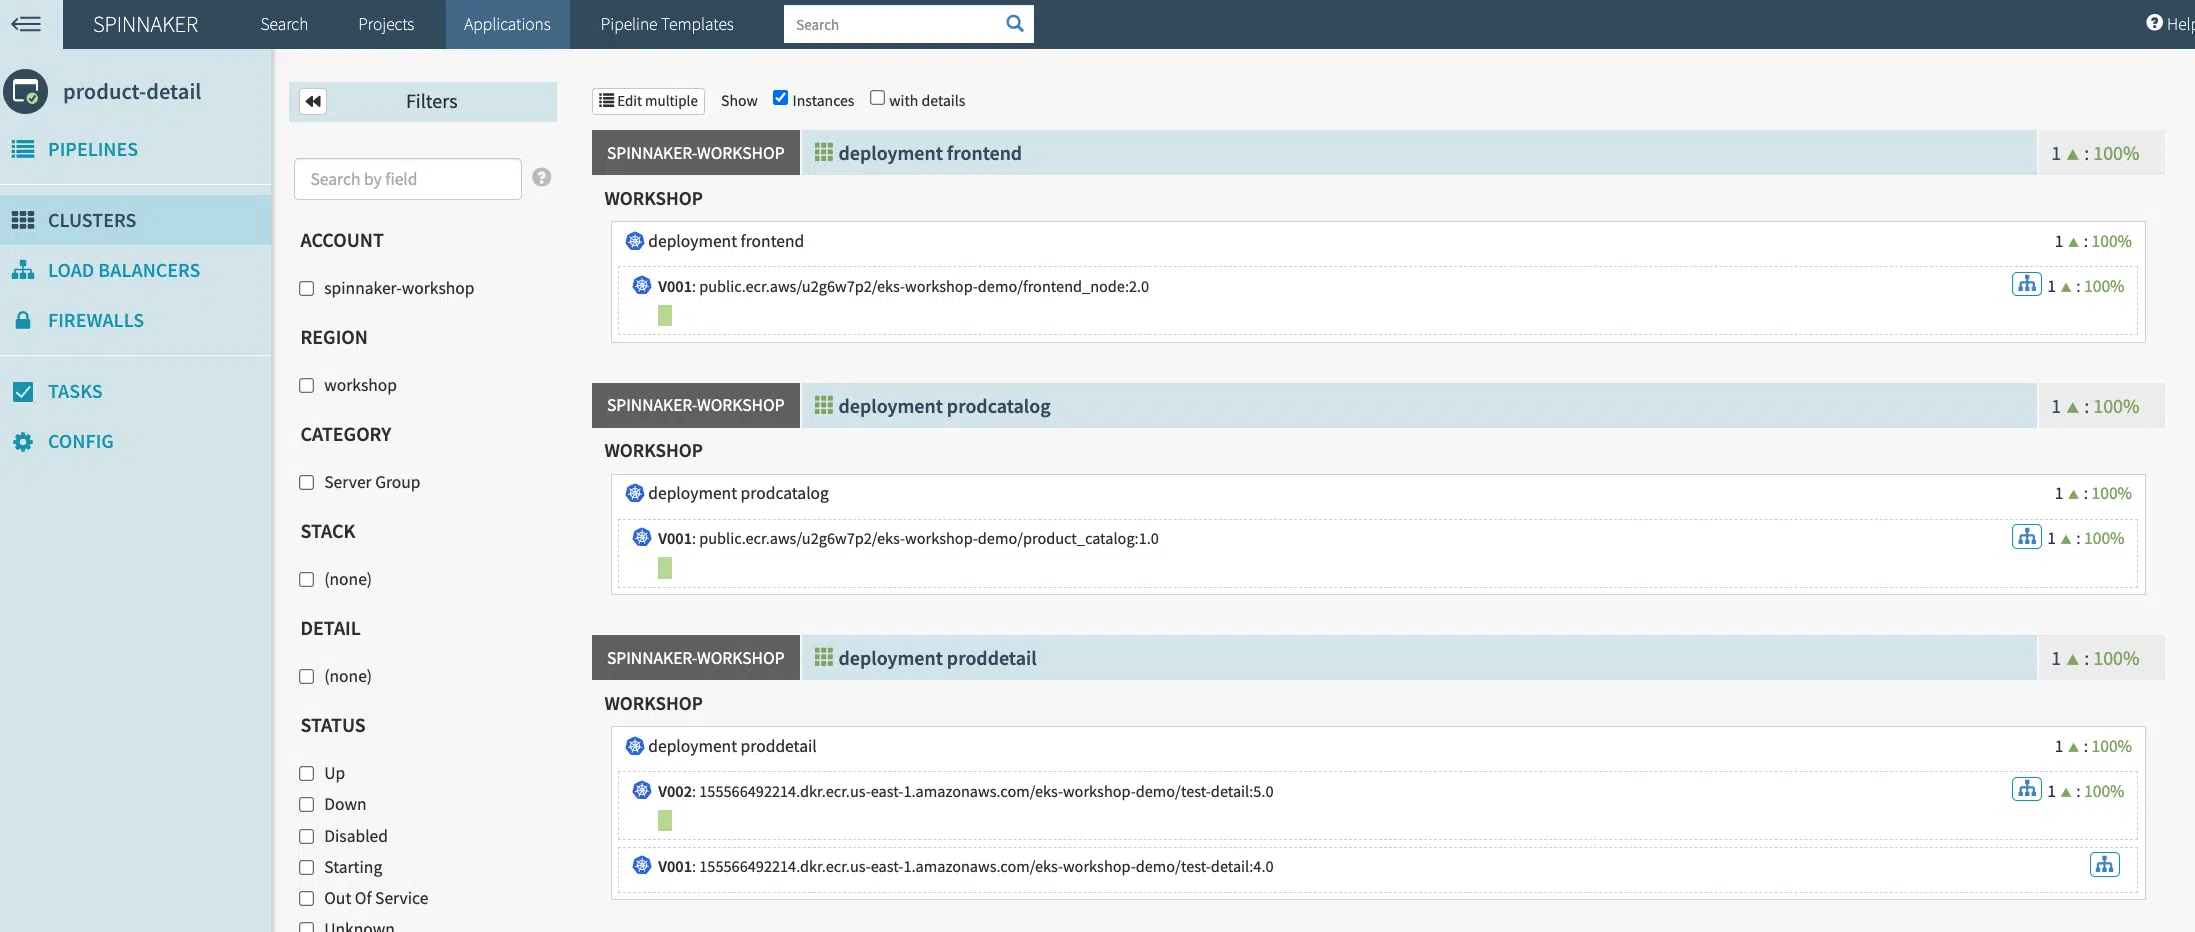 SPINNAKER Search Projects Applications Pipeline Templates Search Help
product-detail
PIPELINES
CLUSTERS
LOAD BALANCERS
FIREWALLS
TASKS
CONFIG
Filters
Search by field
ACCOUNT
spinnaker-workshop
REGION
workshop
CATEGORY
Server Group
STACK
(none)
DETAIL
(none)
STATUS
Up
Down
Disabled
Starting
Out Of Service
Unknown
Edit multiple Show Instances with details
SPINNAKER-WORKSHOP deployment frontend 1 ▲ : 100%
WORKSHOP
deployment frontend 1 ▲ : 100%
V001: public.ecr.aws/u2g6w7p2/eks-workshop-demo/frontend_node:2.0 1 ▲ : 100%
SPINNAKER-WORKSHOP deployment prodcatalog 1 ▲ : 100%
WORKSHOP
deployment prodcatalog 1 ▲ : 100%
V001: public.ecr.aws/u2g6w7p2/eks-workshop-demo/product_catalog:1.0 1 ▲ : 100%
SPINNAKER-WORKSHOP deployment proddetail 1 ▲ : 100%
WORKSHOP
deployment proddetail 1 ▲ : 100%
V002: 155566492214.dkr.ecr.us-east-1.amazonaws.com/eks-workshop-demo/test-detail:5.0 1 ▲ : 100%
V001: 155566492214.dkr.ecr.us-east-1.amazonaws.com/eks-workshop-demo/test-detail:4.0